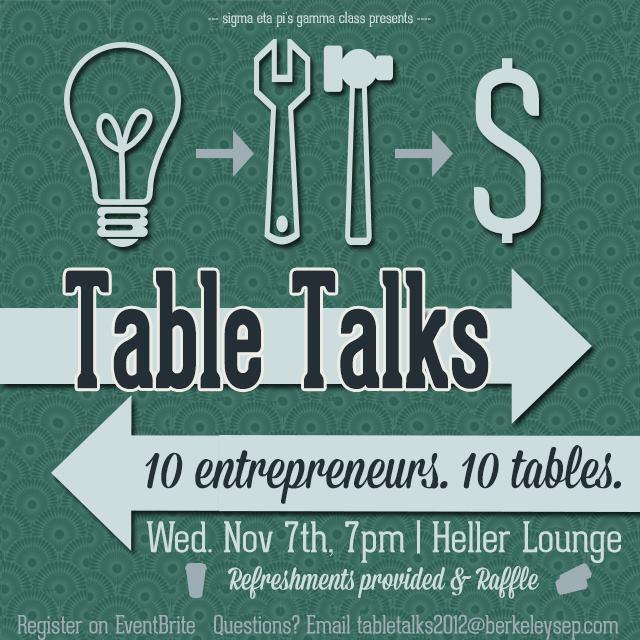 --- sigma eta pi's gamma class presents ----
$
Table Talks
10 entrepreneurs. 10 tables.
Wed. Nov 7th, 7pm | Heller Lounge
Refreshments provided & Raffle
Register on EventBrite Questions? Email tabletalks2012@berkeleysep.com